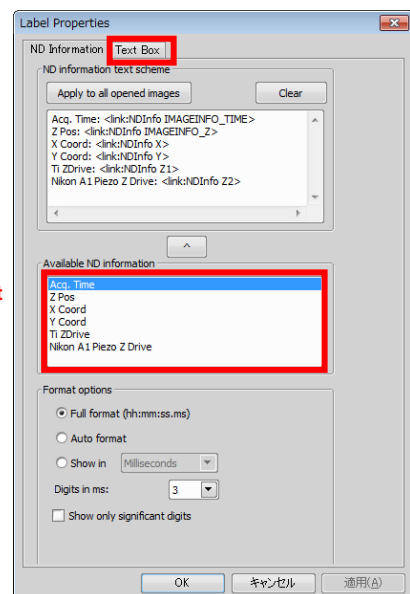 Label Properties
ND Information
Text Box
ND information text scheme
Apply to all opened images
Clear
Acq. Time: <link:NDInfo IMAGEINFO_TIME>
Z Pos: <link:NDInfo IMAGEINFO_Z>
X Coord: <link:NDInfo X>
Y Coord: <link:NDInfo Y>
Ti ZDrive: <link:NDInfo Z1>
Nikon A1 Piezo Z Drive: <link:NDInfo Z2>
Available ND information
Acq. Time
Z Pos
X Coord
Y Coord
Ti ZDrive
Nikon A1 Piezo Z Drive
Format options
Full format (hh:mm:ss.ms)
Auto format
Show in
Milliseconds
Digits in ms:
3
Show only significant digits
OK
キャンセル
適用(A)